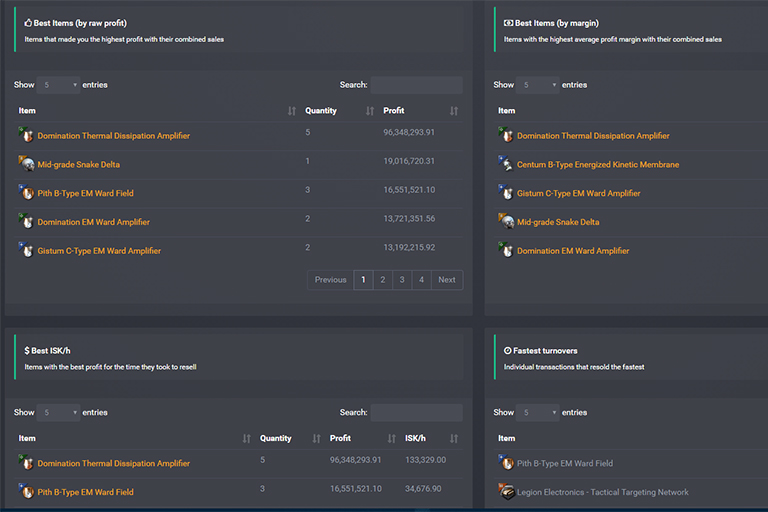 Best Items (by raw profit)
Items that made you the highest profit with their combined sales
Show 5 entries
Search:
Item Quantity Profit
Domination Thermal Dissipation Amplifier 5 96,348,293.91
Mid-grade Snake Delta 1 19,016,720.31
Pith B-Type EM Ward Field 3 16,551,521.10
Domination EM Ward Amplifier 2 13,721,351.56
Gistum C-Type EM Ward Amplifier 2 13,192,215.92
Previous 1 2 3 4 Next
Best Items (by margin)
Items with the highest average profit margin with their combined sales
Show 5 entries
Item
Domination Thermal Dissipation Amplifier
Centum B-Type Energized Kinetic Membrane
Gistum C-Type EM Ward Amplifier
Mid-grade Snake Delta
Domination EM Ward Amplifier
$ Best ISK/h
Items with the best profit for the time they took to resell
Show 5 entries
Search:
Item Quantity Profit ISK/h
Domination Thermal Dissipation Amplifier 5 96,348,293.91 133,329.00
Pith B-Type EM Ward Field 3 16,551,521.10 34,676.90
Fastest turnovers
Individual transactions that resold the fastest
Show 5 entries
Item
Pith B-Type EM Ward Field
Legion Electronics - Tactical Targeting Network